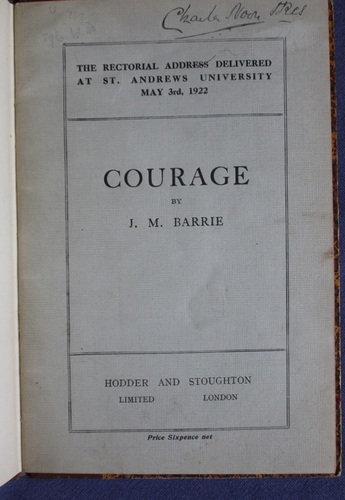 THE RECTORIAL ADDRESS DELIVERED
AT ST. ANDREWS UNIVERSITY
MAY 3rd, 1922
COURAGE
BY
J. M. BARRIE
HODDER AND STOUGHTON
LIMITED LONDON
Price Sixpence net